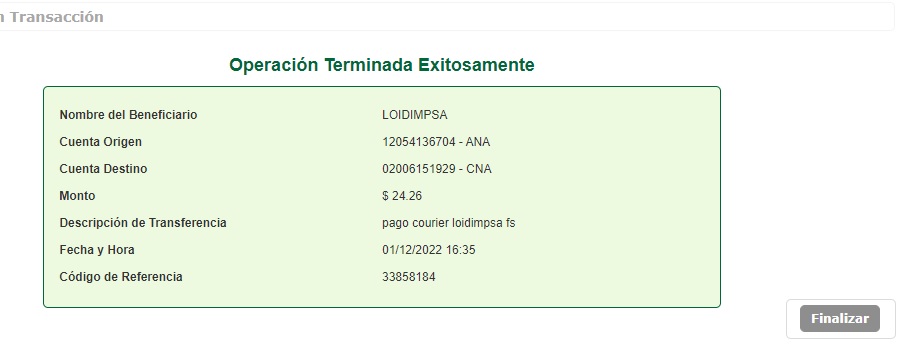 Transacción
Operación Terminada Exitosamente
Nombre del Beneficiario LOIDIMPSA
Cuenta Origen 12054136704 - ANA
Cuenta Destino 02006151929 - CNA
Monto $ 24.26
Descripción de Transferencia pago courier loidimpsa fs
Fecha y Hora 01/12/2022 16:35
Código de Referencia 33858184
Finalizar